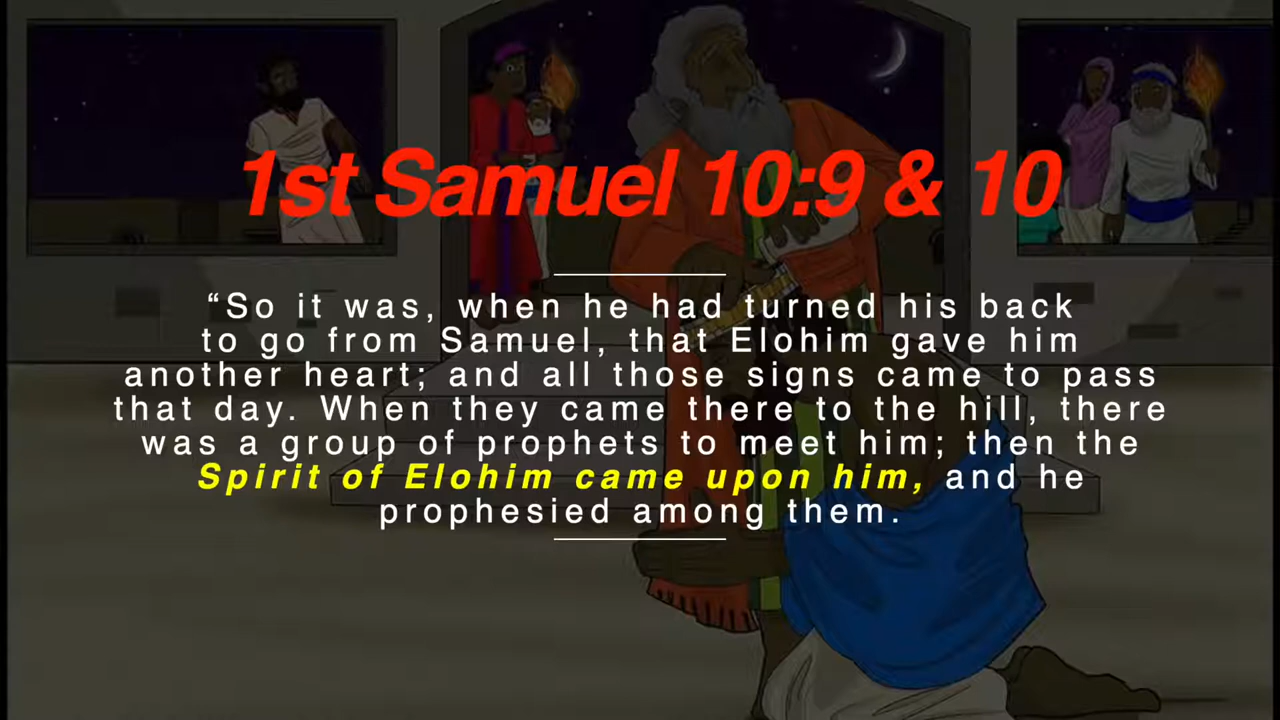 1st Samuel 10:9 & 10
“So it was, when he had turned his back
to go from Samuel, that Elohim gave him
another heart; and all those signs came to pass
that day. When they came there to the hill, there
was a group of prophets to meet him; then the
Spirit of Elohim came upon him, and he
prophesied among them.